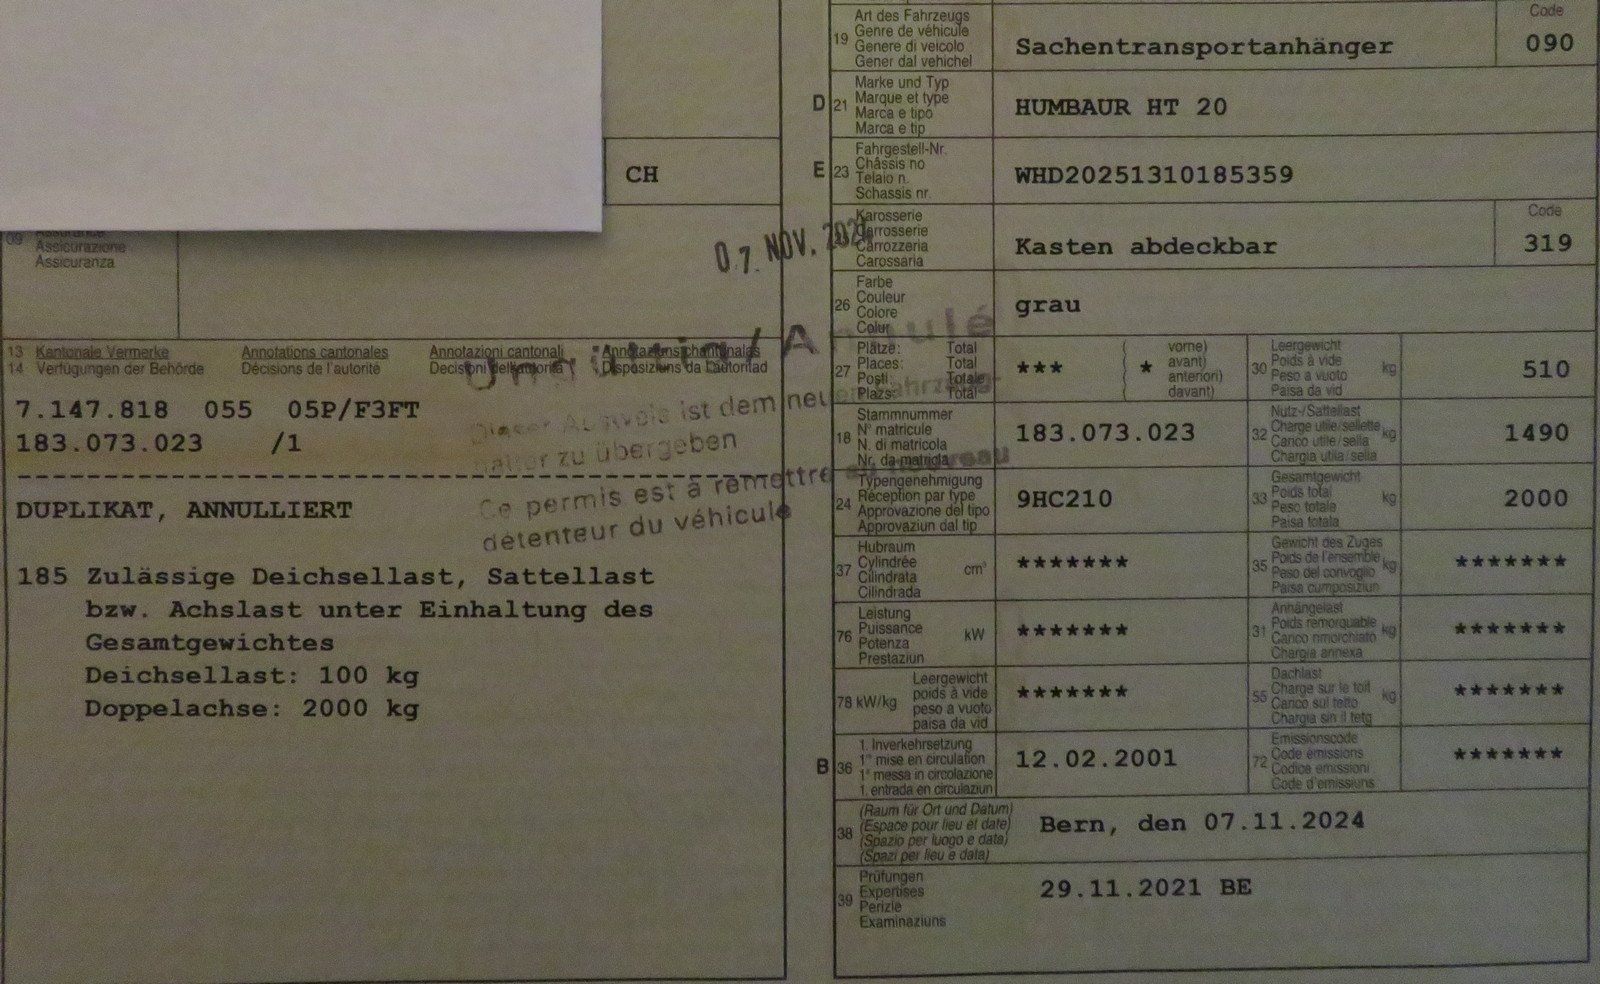 CH
09 Assurance
Assicurazione
Assicuranza
07. NOV. 2024
13 Kantonale Vermerke Annotations cantonales Annotazioni cantonali Annotaziuns chantunalas
14 Verfügungen der Behörde Décisions de l'autorité Decisioni dell'autorità Disposiziuns da l'autoritad
Ungültig / Annulé
7.147.818 055 05P/F3FT
183.073.023 /1
Dieser Ausweis ist dem neuen Fahrzeug-
halter zu übergeben
Ce permis est à remettre au nouveau
détenteur du véhicule
DUPLIKAT, ANNULLIERT
185 Zulässige Deichsellast, Sattellast
bzw. Achslast unter Einhaltung des
Gesamtgewichtes
Deichsellast: 100 kg
Doppelachse: 2000 kg
19 Art des Fahrzeugs
Genre de véhicule
Genere di veicolo
Gener dal vehichel
Sachentransportanhänger
Code
090
D 21 Marke und Typ
Marque et type
Marca e tipo
Marca e tip
HUMBAUR HT 20
E 23 Fahrgestell-Nr.
Châssis no
Telaio n.
Schassis nr.
WHD20251310185359
Karosserie
Carrosserie
Carrozzeria
Carossaria
Kasten abdeckbar
Code
319
26 Farbe
Couleur
Colore
Colur
grau
27 Plätze: Total
Places: Total
Posti: Totale
Plazs: Total
*** ( * vorne)
avant)
anteriori)
davant)
30 Leergewicht
Poids à vide
Peso a vuoto
Paisa da vid
kg
510
18 Stammnummer
N° matricule
N. di matricola
Nr. da matricla
183.073.023
32 Nutz-/Sattellast
Charge utile/sellette
Carico utile/sella
Chargia utila/sella
kg
1490
24 Typengenehmigung
Réception par type
Approvazione del tipo
Approvaziun dal tip
9HC210
33 Gesamtgewicht
Poids total
Peso totale
Paisa totala
kg
2000
37 Hubraum
Cylindrée
Cilindrata
Cilindrada
cm³
*******
35 Gewicht des Zuges
Poids de l'ensemble
Peso del convoglio
Paisa cumposiziun
kg
*******
76 Leistung
Puissance
Potenza
Prestaziun
kW
*******
31 Anhängelast
Poids remorquable
Carico rimorchiato
Chargia annexa
kg
*******
78 kW/kg Leergewicht
poids à vide
peso a vuoto
paisa da vid
*******
55 Dachlast
Charge sur le toit
Carico sul tetto
Chargia sin il tetg
kg
*******
B 36 1. Inverkehrsetzung
1re mise en circulation
1a messa in circolazione
1. entrada en circulaziun
12.02.2001
72 Emissionscode
Code émissions
Codice emissioni
Code d'emissiuns
*******
38 (Raum für Ort und Datum)
(Espace pour lieu et date)
(Spazio per luogo e data)
(Spazi per lieu e data)
Bern, den 07.11.2024
39 Prüfungen
Expertises
Perizie
Examinaziuns
29.11.2021 BE